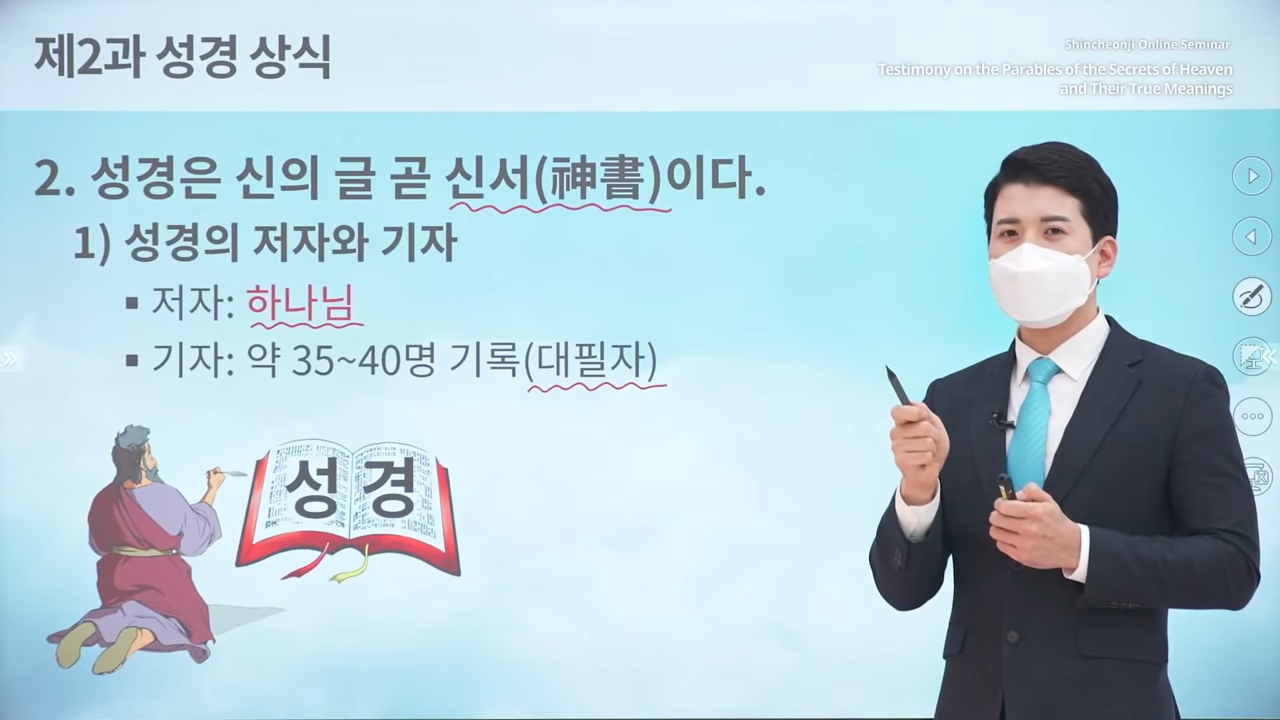 제2과 성경 상식
Shincheonji Online Seminar
Testimony on the Parables of the Secrets of Heaven
and Their True Meanings
2. 성경은 신의 글 곧 신서(神書)이다.
1) 성경의 저자와 기자
▪ 저자: 하나님
▪ 기자: 약 35~40명 기록(대필자)
성경